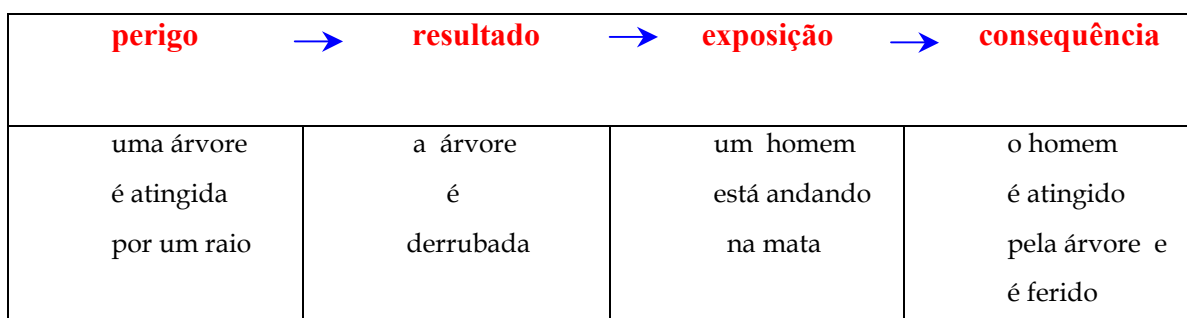 perigo → resultado → exposição → consequência
uma árvore
é atingida
por um raio
a árvore
é
derrubada
um homem
está andando
na mata
o homem
é atingido
pela árvore e
é ferido